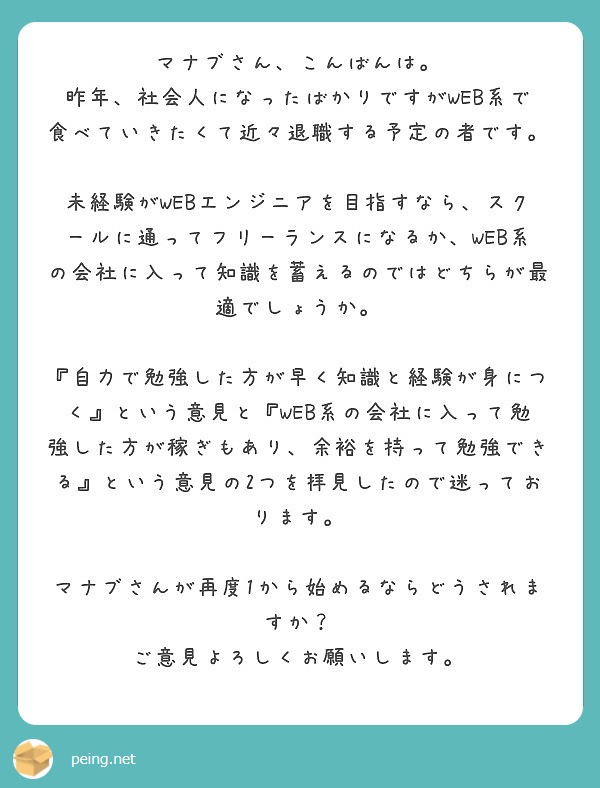 マナブさん、こんばんは。
昨年、社会人になったばかりですがWEB系で
食べていきたくて近々退職する予定の者です。
未経験がWEBエンジニアを目指すなら、スク
ールに通ってフリーランスになるか、WEB系
の会社に入って知識を蓄えるのではどちらが最
適でしょうか。
『自力で勉強した方が早く知識と経験が身につ
く』という意見と『WEB系の会社に入って勉
強した方が稼ぎもあり、余裕を持って勉強でき
る』という意見の2つを拝見したので迷ってお
ります。
マナブさんが再度1から始めるならどうされま
すか?
ご意見よろしくお願いします。
peing.net